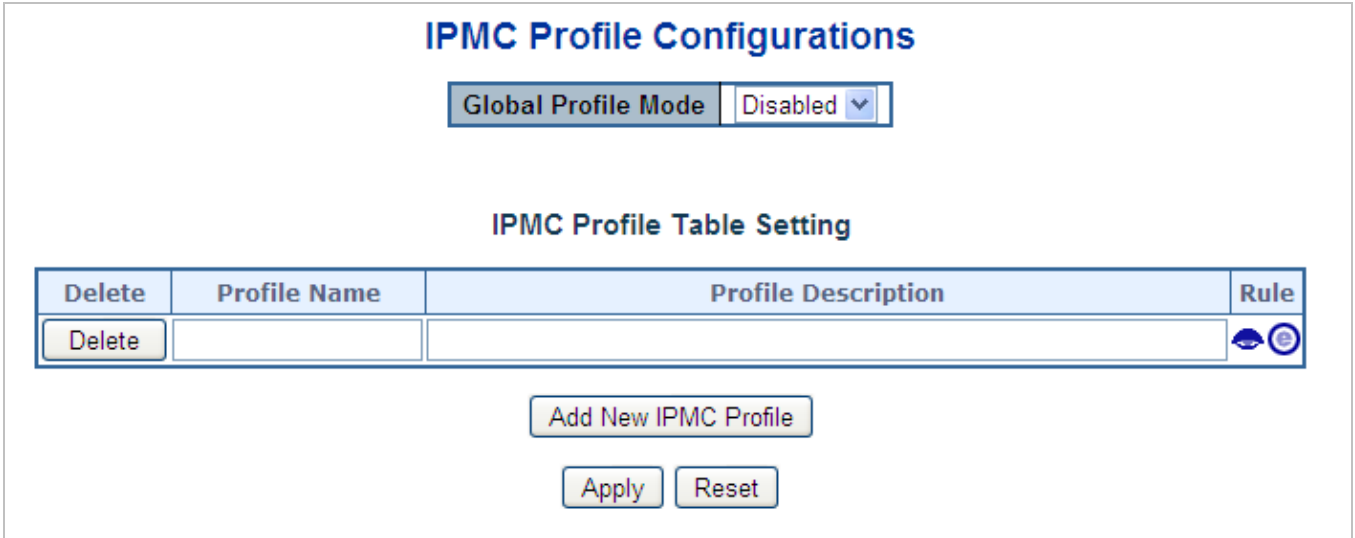 IPMC Profile Configurations
Global Profile Mode Disabled
IPMC Profile Table Setting
Delete Profile Name Profile Description Rule
Delete e
Add New IPMC Profile
Apply Reset